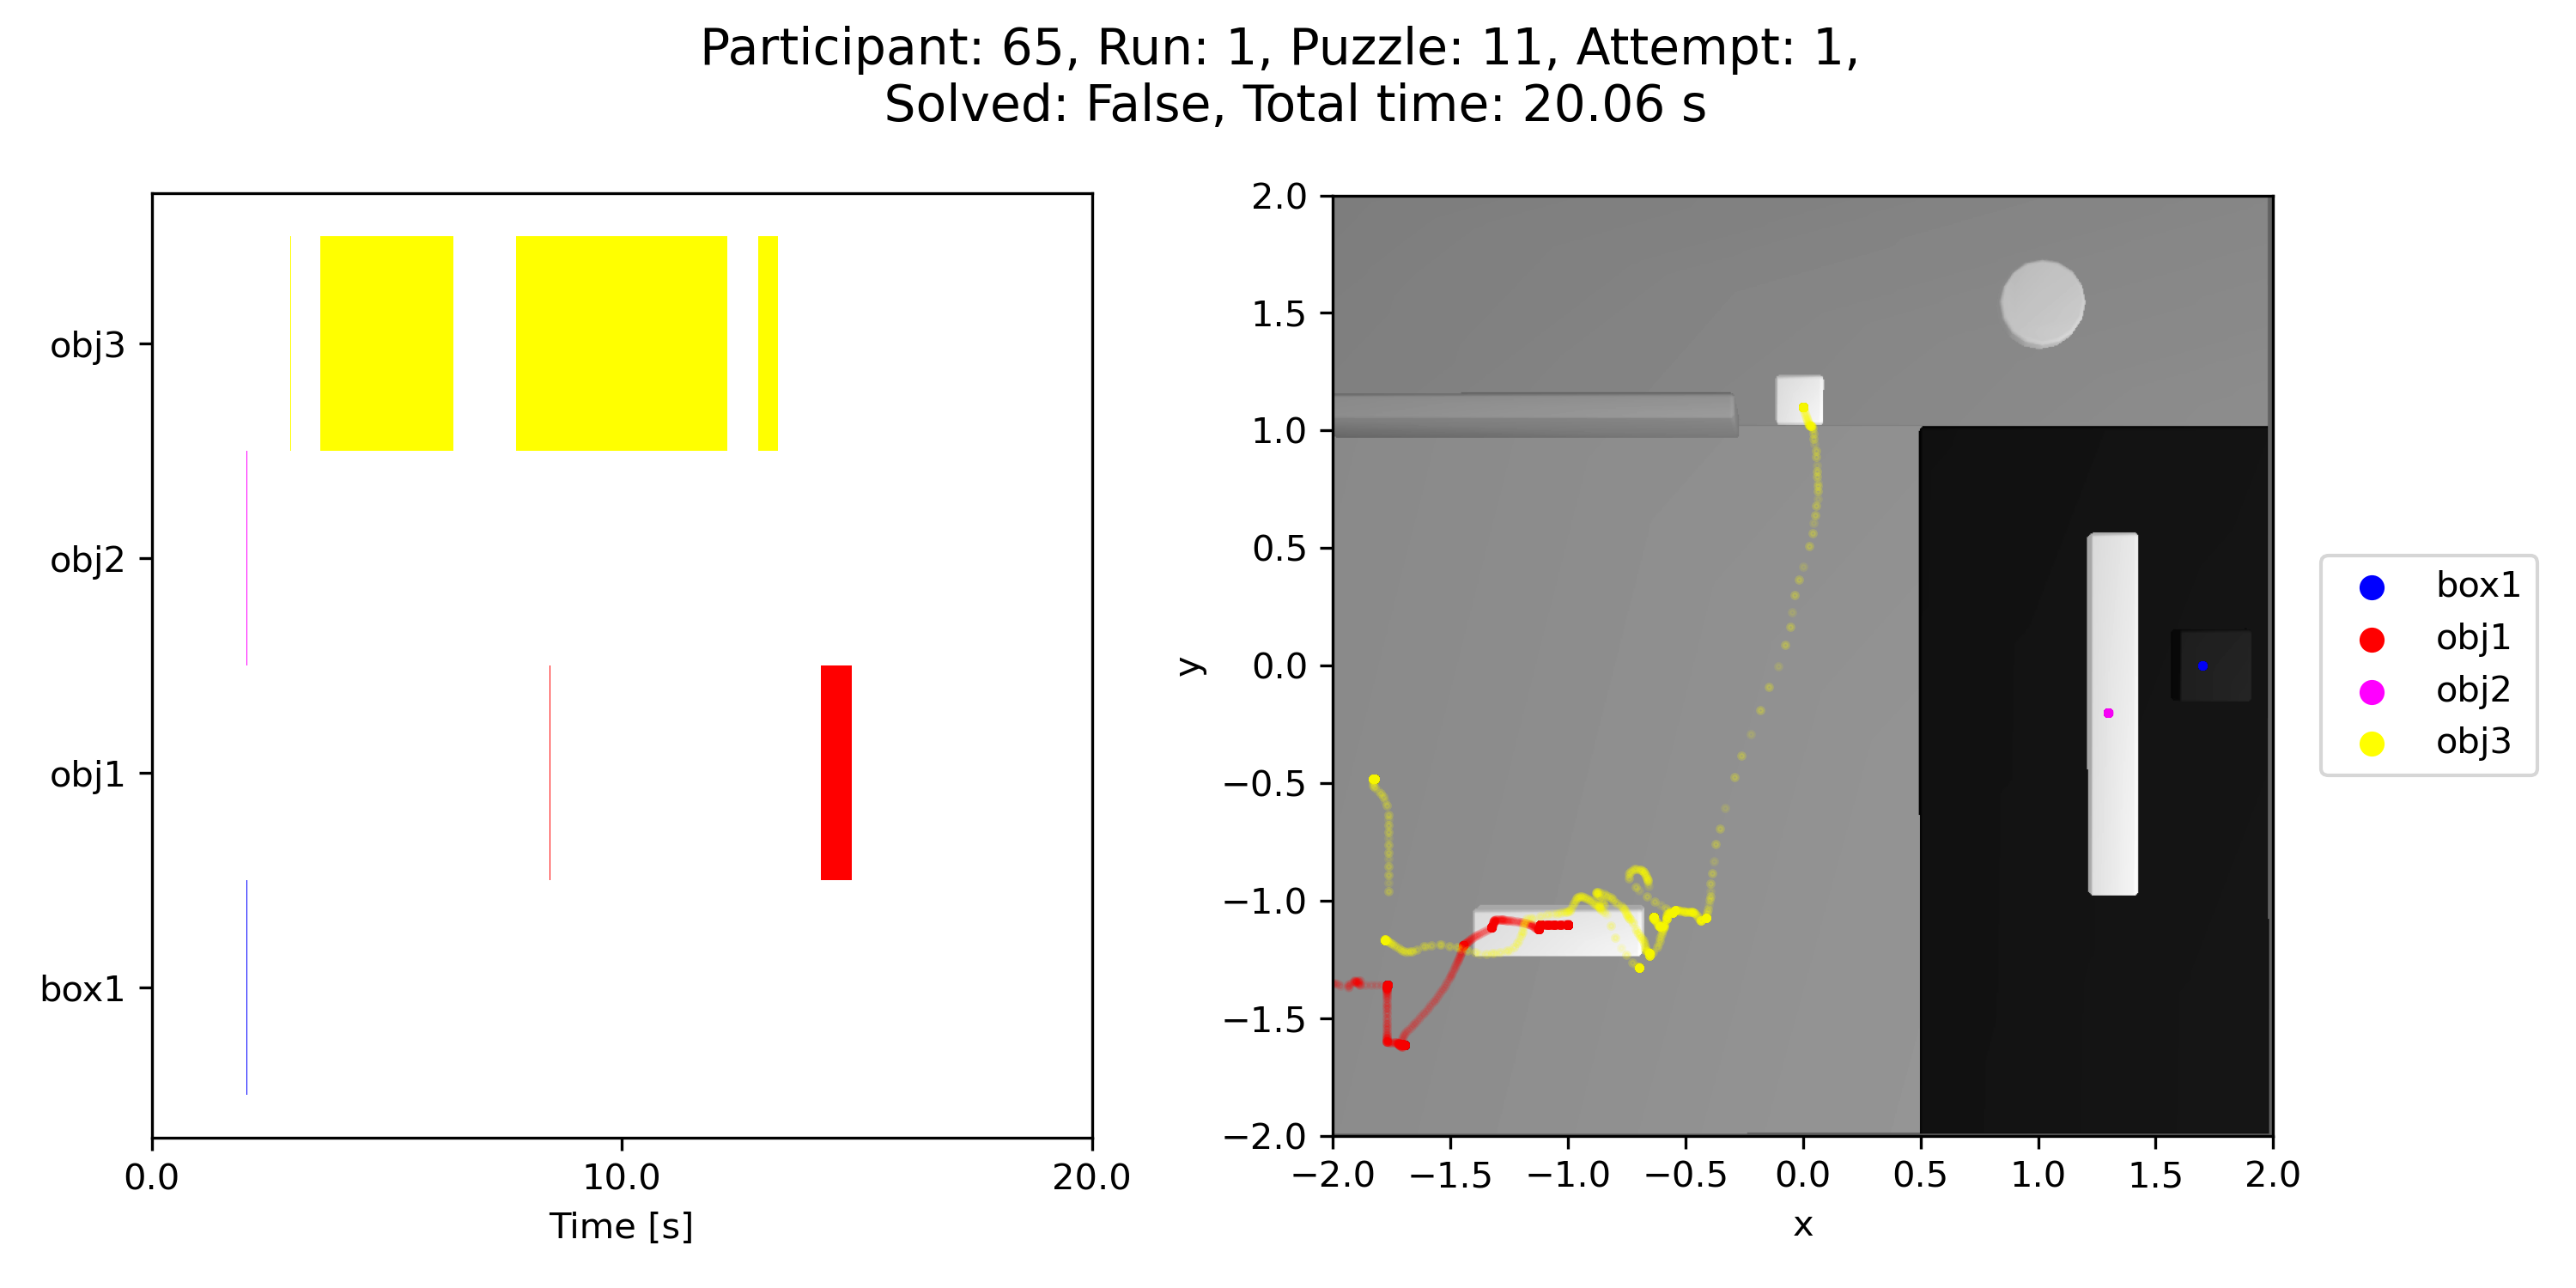 Participant: 65, Run: 1, Puzzle: 11, Attempt: 1,
Solved: False, Total time: 20.06 s
obj3
obj2
obj1
box1
0.0
10.0
20.0
Time [s]
2.0
1.5
1.0
0.5
0.0
−0.5
−1.0
−1.5
−2.0
y
−2.0
−1.5
−1.0
−0.5
0.0
0.5
1.0
1.5
2.0
x
box1
obj1
obj2
obj3